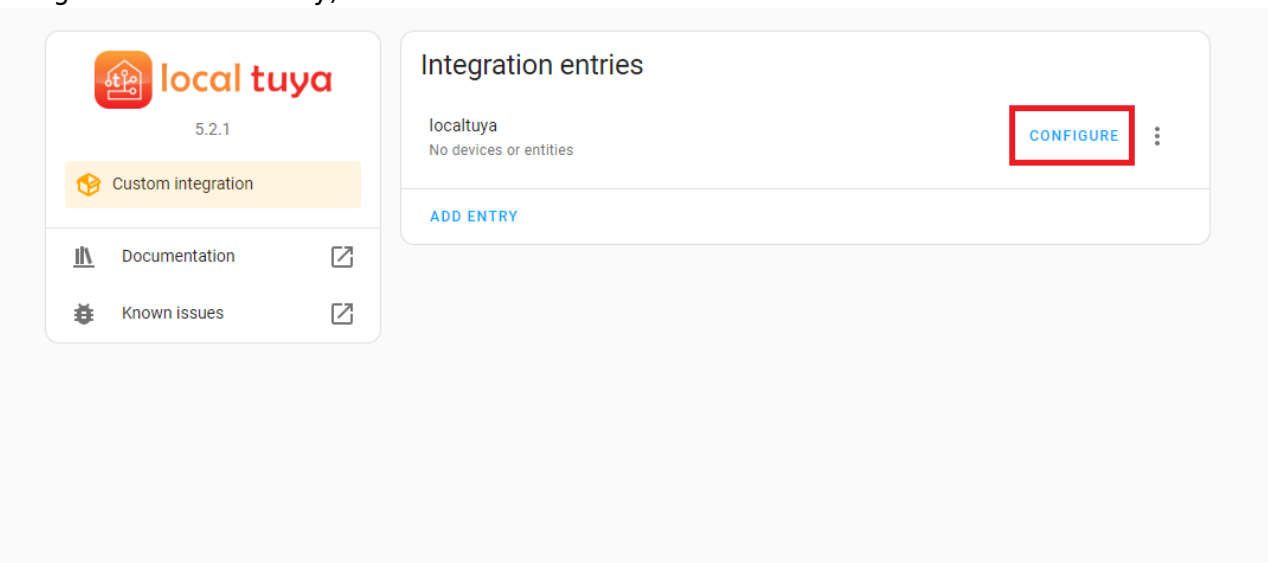 local tuya
5.2.1
Custom integration
Documentation
Known issues
Integration entries
localtuya
No devices or entities
CONFIGURE
ADD ENTRY